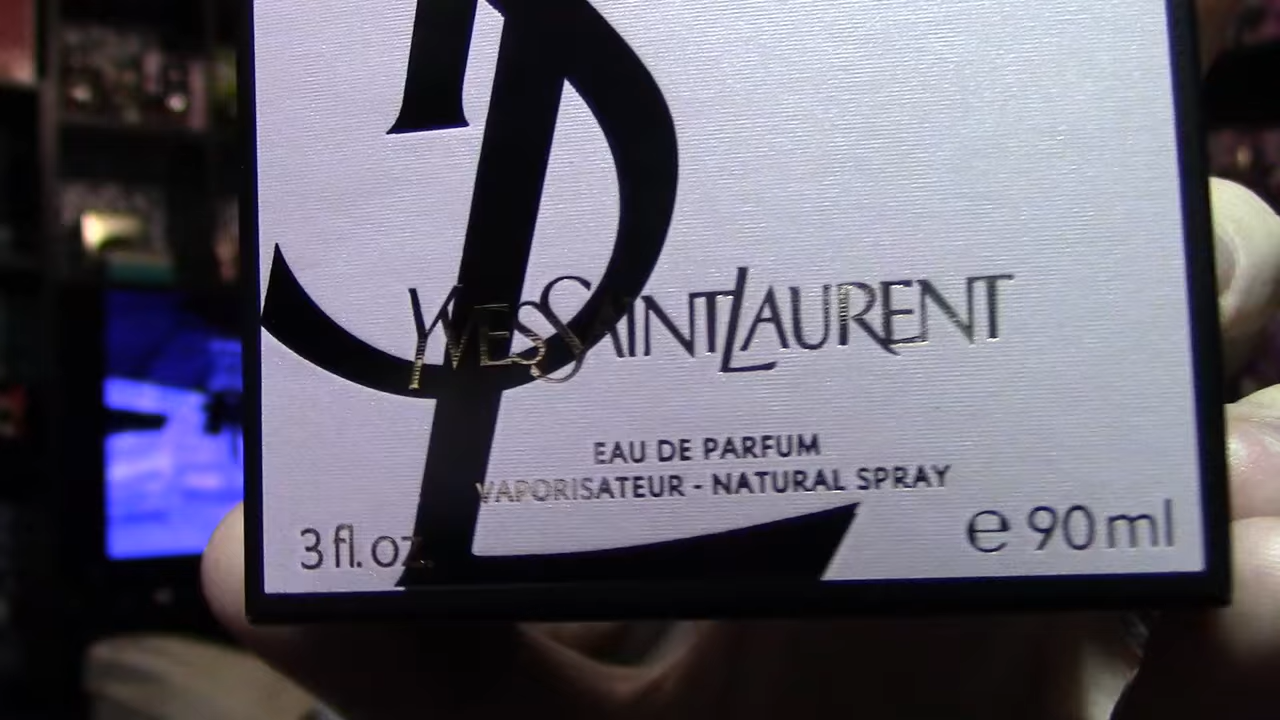 YVESSAINTLAURENT
EAU DE PARFUM
VAPORISATEUR - NATURAL SPRAY
3 fl. oz.
e 90 ml